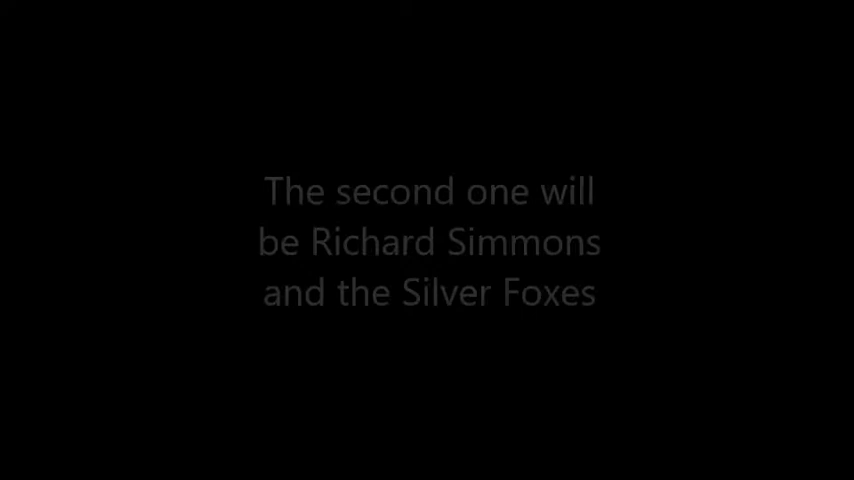 The second one will
be Richard Simmons
and the Silver Foxes